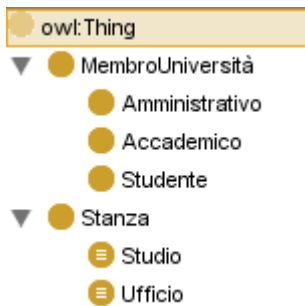 owl:Thing
MembroUniversità
Amministrativo
Accademico
Studente
Stanza
Studio
Ufficio